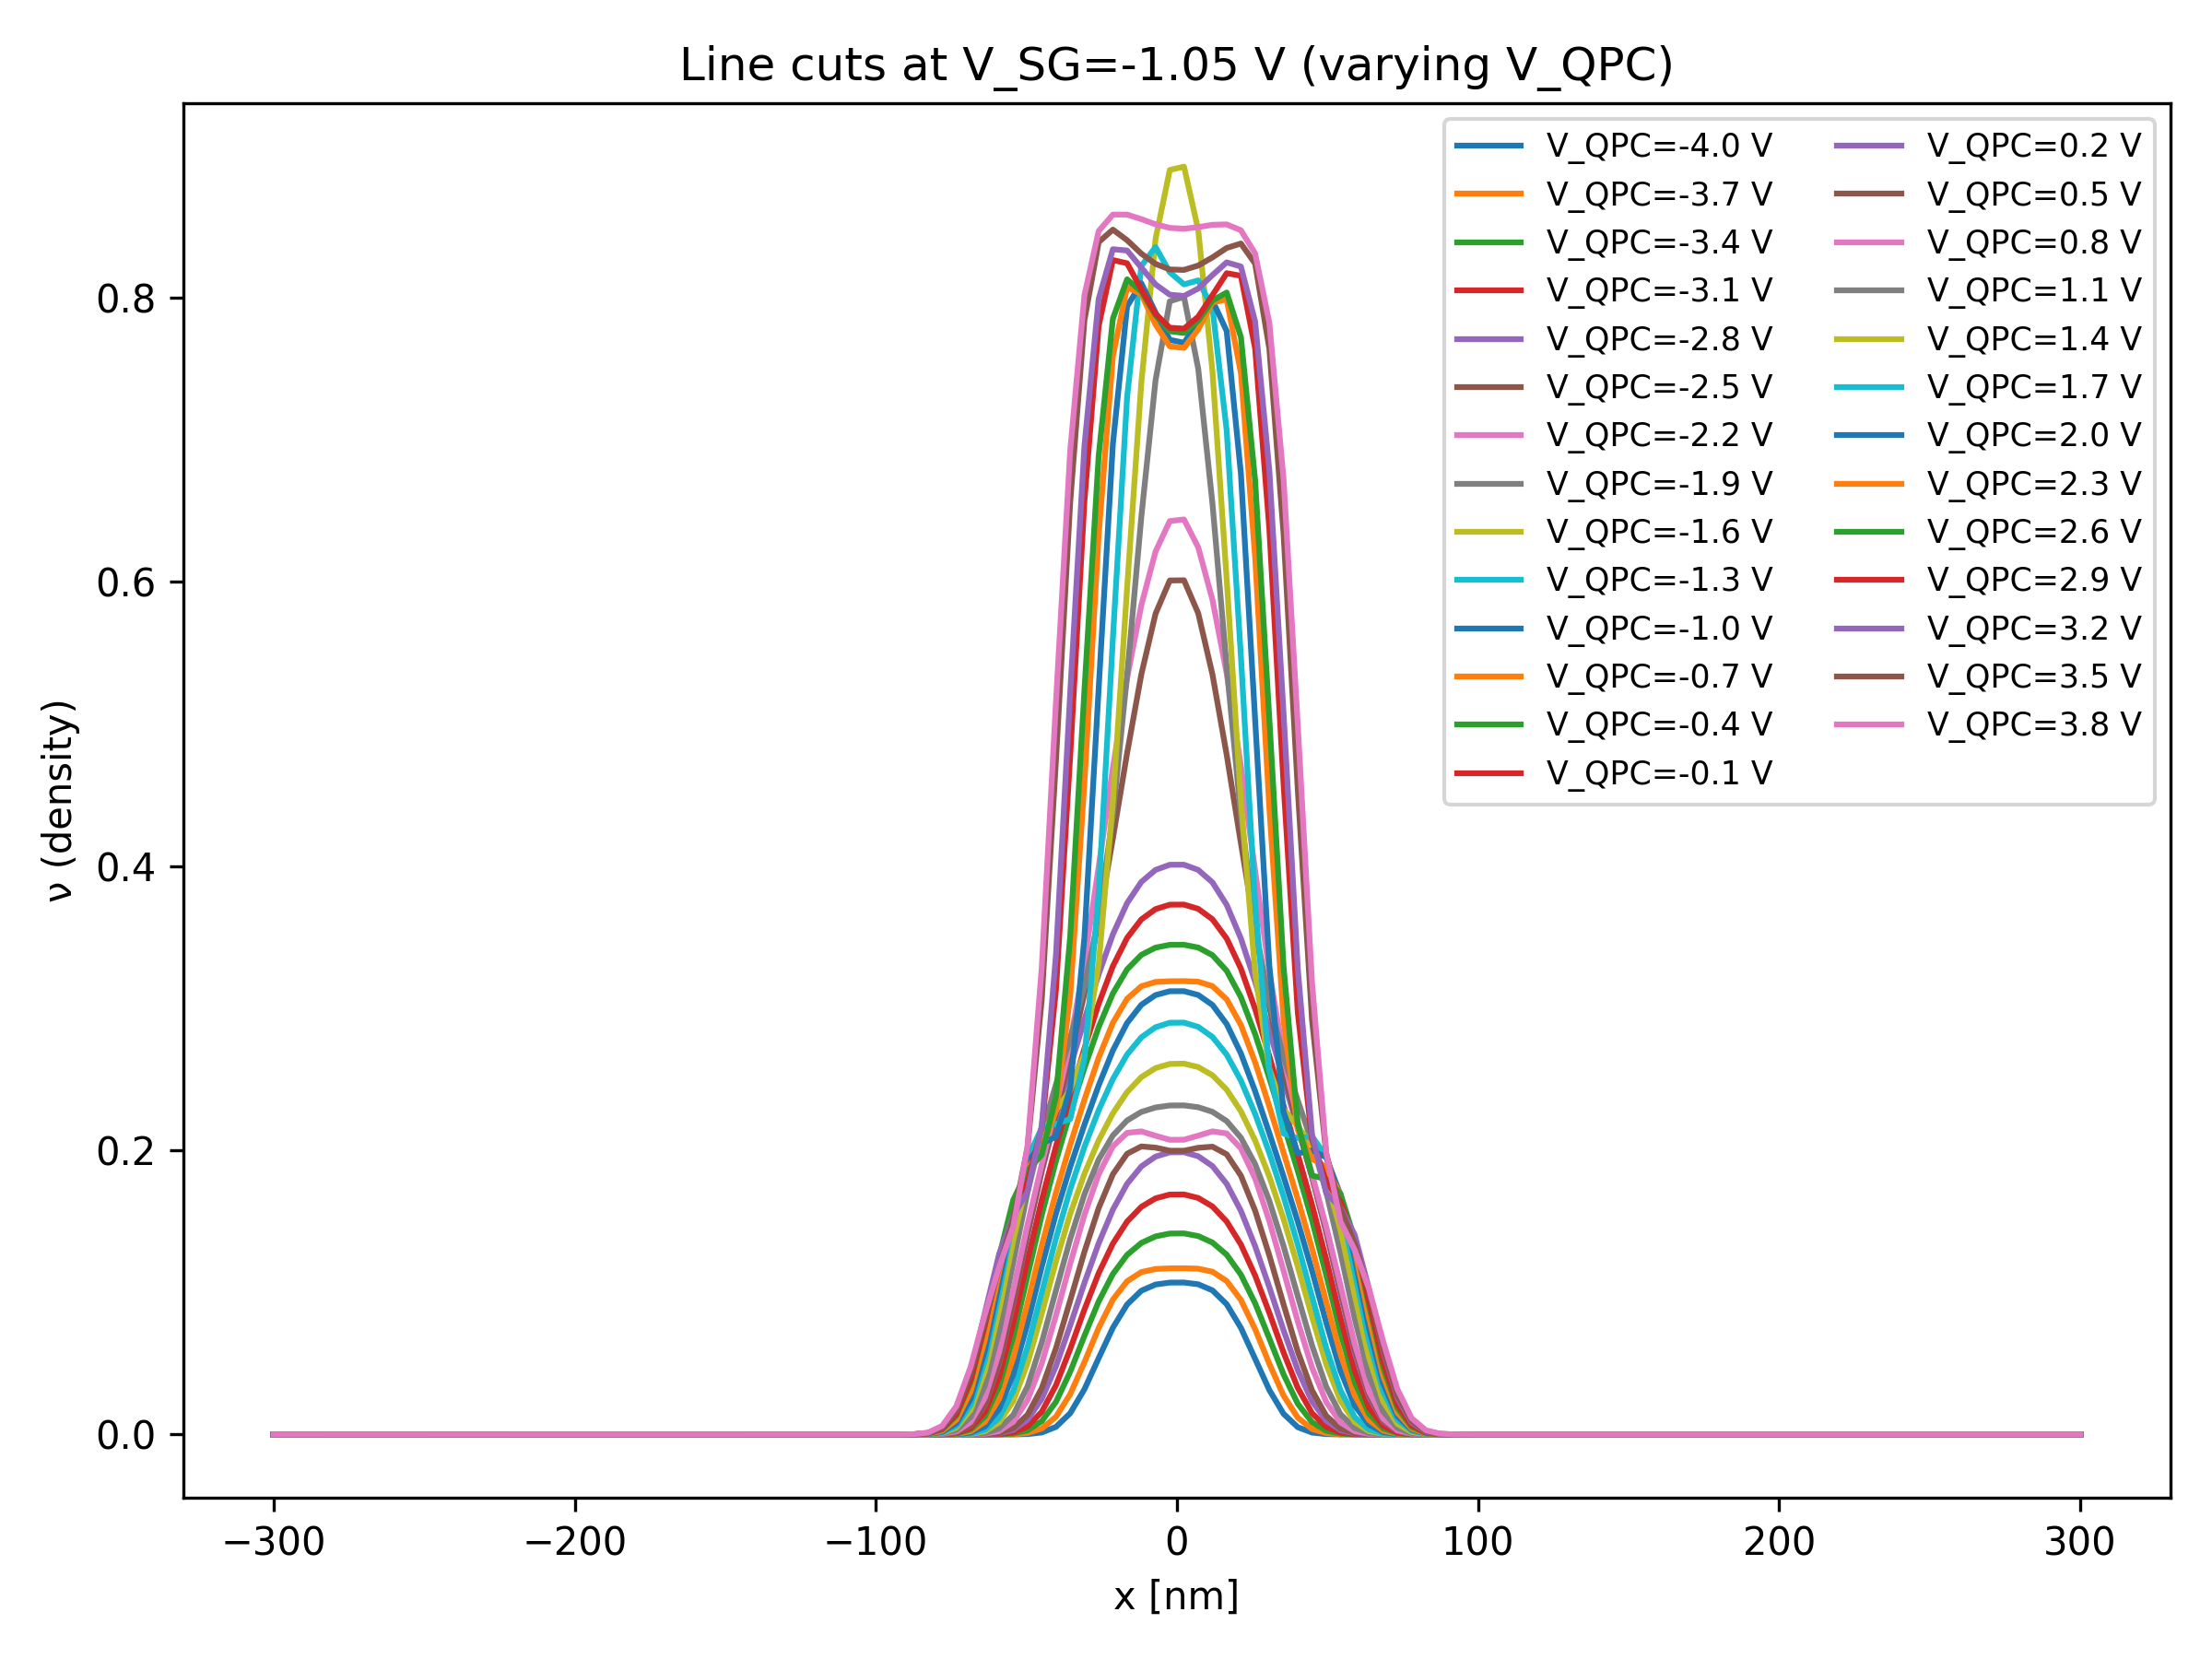 Line cuts at V_SG=-1.05 V (varying V_QPC)
V_QPC=-4.0 V
V_QPC=-3.7 V
V_QPC=-3.4 V
V_QPC=-3.1 V
V_QPC=-2.8 V
V_QPC=-2.5 V
V_QPC=-2.2 V
V_QPC=-1.9 V
V_QPC=-1.6 V
V_QPC=-1.3 V
V_QPC=-1.0 V
V_QPC=-0.7 V
V_QPC=-0.4 V
V_QPC=-0.1 V
V_QPC=0.2 V
V_QPC=0.5 V
V_QPC=0.8 V
V_QPC=1.1 V
V_QPC=1.4 V
V_QPC=1.7 V
V_QPC=2.0 V
V_QPC=2.3 V
V_QPC=2.6 V
V_QPC=2.9 V
V_QPC=3.2 V
V_QPC=3.5 V
V_QPC=3.8 V
ν (density)
0.8
0.6
0.4
0.2
0.0
−300 −200 −100 0 100 200 300
x [nm]